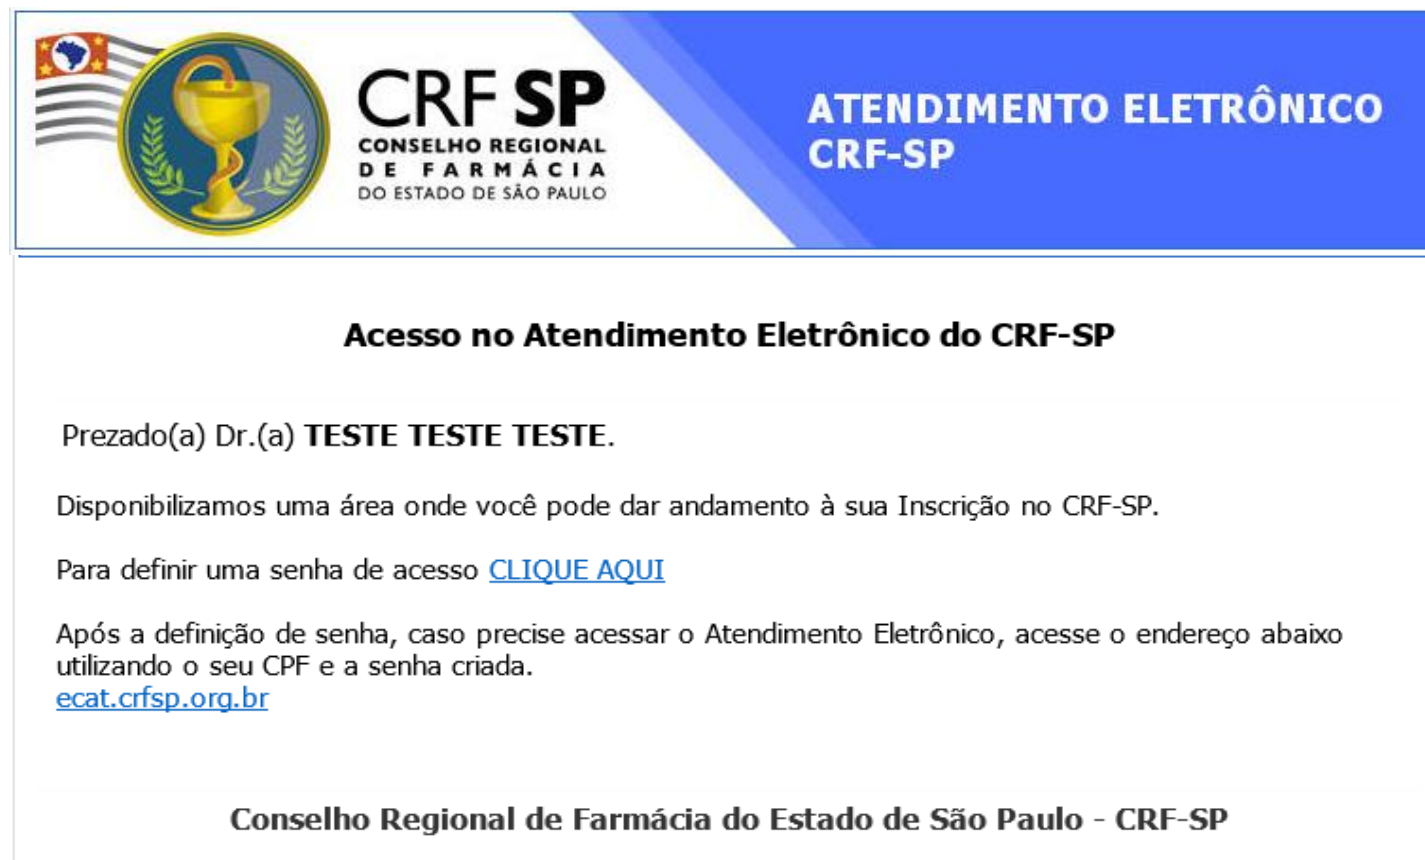 CRF SP
CONSELHO REGIONAL
DE FARMÁCIA
DO ESTADO DE SÃO PAULO
ATENDIMENTO ELETRÔNICO
CRF-SP
Acesso no Atendimento Eletrônico do CRF-SP
Prezado(a) Dr.(a) TESTE TESTE TESTE.
Disponibilizamos uma área onde você pode dar andamento à sua Inscrição no CRF-SP.
Para definir uma senha de acesso CLIQUE AQUI
Após a definição de senha, caso precise acessar o Atendimento Eletrônico, acesse o endereço abaixo
utilizando o seu CPF e a senha criada.
ecat.crfsp.org.br
Conselho Regional de Farmácia do Estado de São Paulo - CRF-SP